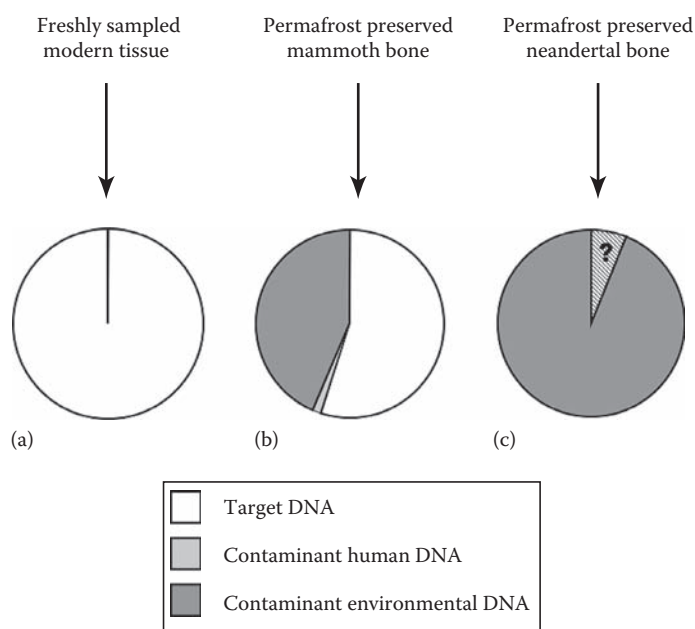 Freshly sampled
modern tissue
Permafrost preserved
mammoth bone
Permafrost preserved
neandertal bone
?
(a)
(b)
(c)
Target DNA
Contaminant human DNA
Contaminant environmental DNA